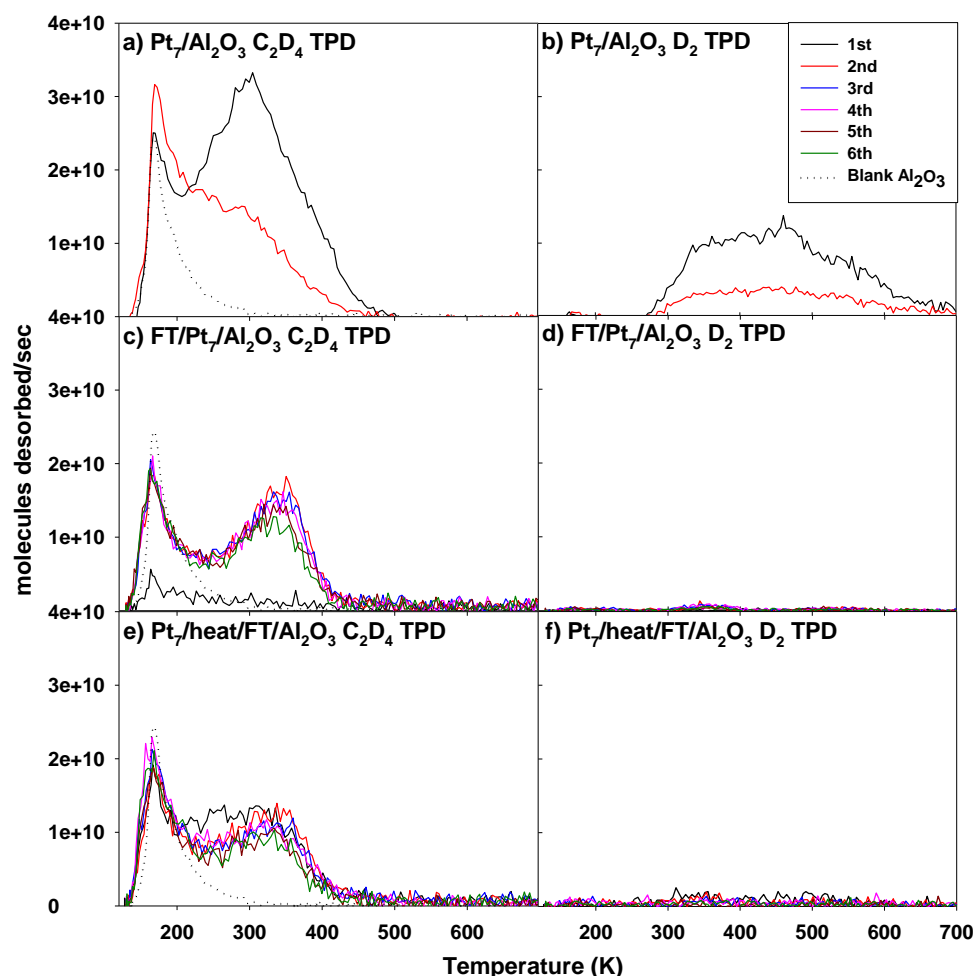 4e+10
a) Pt₇/Al₂O₃ C₂D₄ TPD
3e+10
2e+10
1e+10
b) Pt₇/Al₂O₃ D₂ TPD
1st
2nd
3rd
4th
5th
6th
Blank Al₂O₃
4e+10
c) FT/Pt₇/Al₂O₃ C₂D₄ TPD
3e+10
2e+10
1e+10
d) FT/Pt₇/Al₂O₃ D₂ TPD
molecules desorbed/sec
4e+10
e) Pt₇/heat/FT/Al₂O₃ C₂D₄ TPD
3e+10
2e+10
1e+10
0
f) Pt₇/heat/FT/Al₂O₃ D₂ TPD
200 300 400 500 600 200 300 400 500 600 700
Temperature (K)